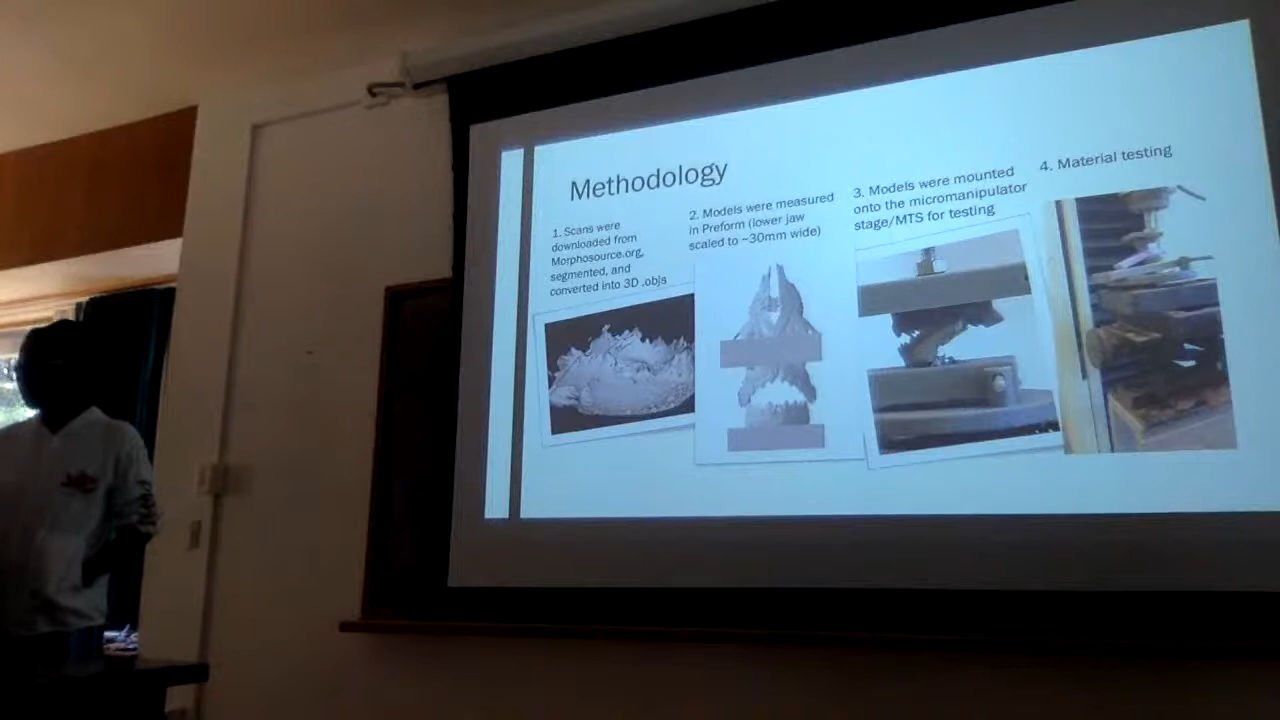 Methodology
1. Scans were
downloaded from
Morphosource.org,
segmented, and
converted into 3D .objs
2. Models were measured
in Preform (lower jaw
scaled to ~30mm wide)
3. Models were mounted
onto the micromanipulator
stage/MTS for testing
4. Material testing